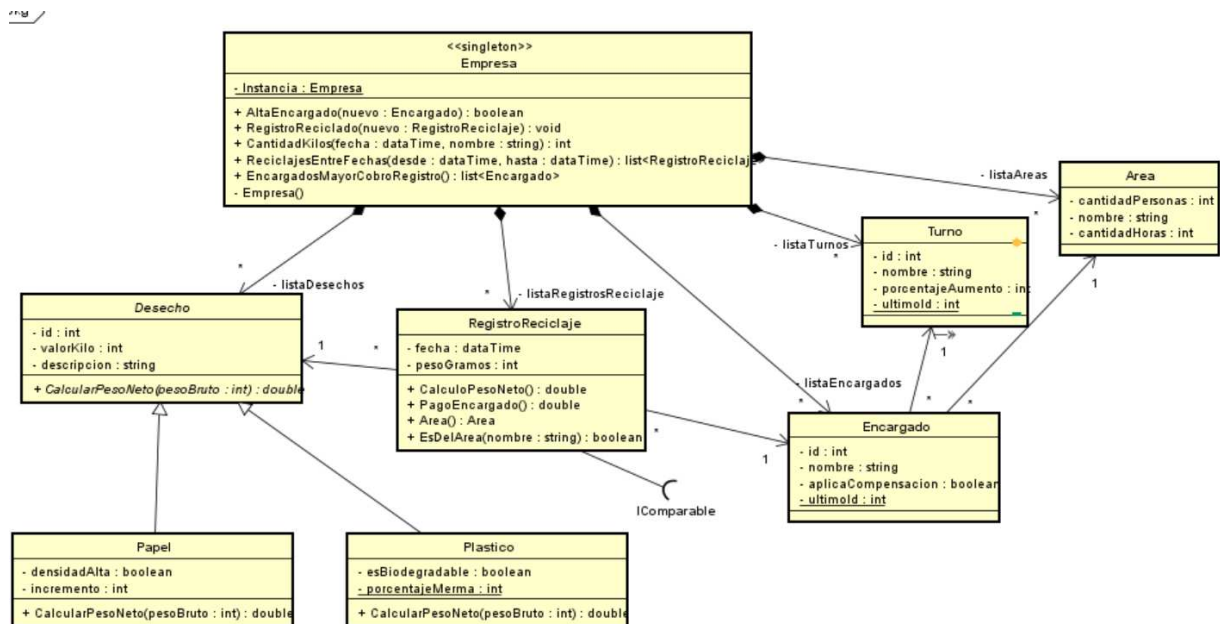 <<singleton>>
Empresa
- Instancia : Empresa
+ AltaEncargado(nuevo : Encargado) : boolean
+ RegistroReciclado(nuevo : RegistroReciclaje) : void
+ CantidadKilos(fecha : dataTime, nombre : string) : int
+ ReciclajesEntreFechas(desde : dataTime, hasta : dataTime) : list<RegistroReciclaje
+ EncargadosMayorCobroRegistro() : list<Encargado>
- Empresa()
- listaAreas
*
Area
- cantidadPersonas : int
- nombre : string
- cantidadHoras : int
1
- listaTurnos
*
Turno
- id : int
- nombre : string
- porcentajeAumento : int
- ultimoId : int
1
*
- listaDesechos
Desecho
- id : int
- valorKilo : int
- descripcion : string
+ CalcularPesoNeto(pesoBruto : int) : double
1
*
*
- listaRegistrosReciclaje
RegistroReciclaje
- fecha : dataTime
- pesoGramos : int
+ CalculoPesoNeto() : double
+ PagoEncargado() : double
+ Area() : Area
+ EsDelArea(nombre : string) : boolean
*
1
IComparable
- listaEncargados
*
*
*
Encargado
- id : int
- nombre : string
- aplicaCompensacion : boolean
- ultimoId : int
Papel
- densidadAlta : boolean
- incremento : int
+ CalcularPesoNeto(pesoBruto : int) : double
Plastico
- esBiodegradable : boolean
- porcentajeMerma : int
+ CalcularPesoNeto(pesoBruto : int) : double